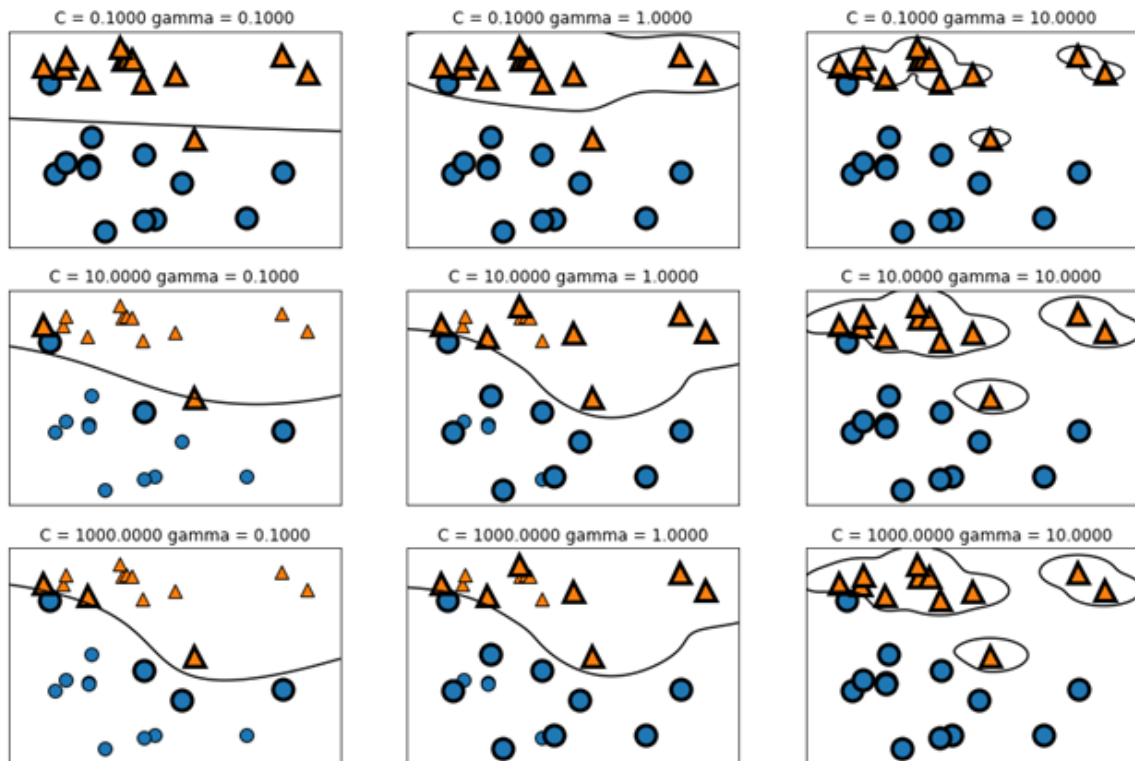 C = 0.1000 gamma = 0.1000
C = 0.1000 gamma = 1.0000
C = 0.1000 gamma = 10.0000
C = 10.0000 gamma = 0.1000
C = 10.0000 gamma = 1.0000
C = 10.0000 gamma = 10.0000
C = 1000.0000 gamma = 0.1000
C = 1000.0000 gamma = 1.0000
C = 1000.0000 gamma = 10.0000